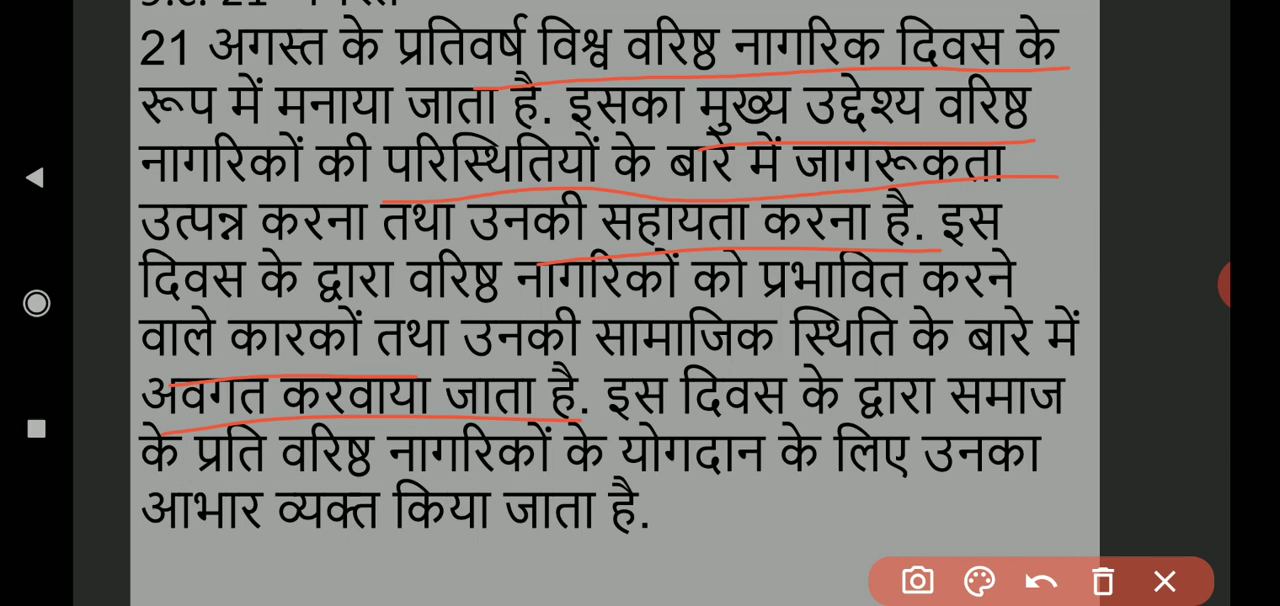 21 अगस्त के प्रतिवर्ष विश्व वरिष्ठ नागरिक दिवस के
रूप में मनाया जाता है. इसका मुख्य उद्देश्य वरिष्ठ
नागरिकों की परिस्थितियों के बारे में जागरूकता
उत्पन्न करना तथा उनकी सहायता करना है. इस
दिवस के द्वारा वरिष्ठ नागरिकों को प्रभावित करने
वाले कारकों तथा उनकी सामाजिक स्थिति के बारे में
अवगत करवाया जाता है. इस दिवस के द्वारा समाज
के प्रति वरिष्ठ नागरिकों के योगदान के लिए उनका
आभार व्यक्त किया जाता है.